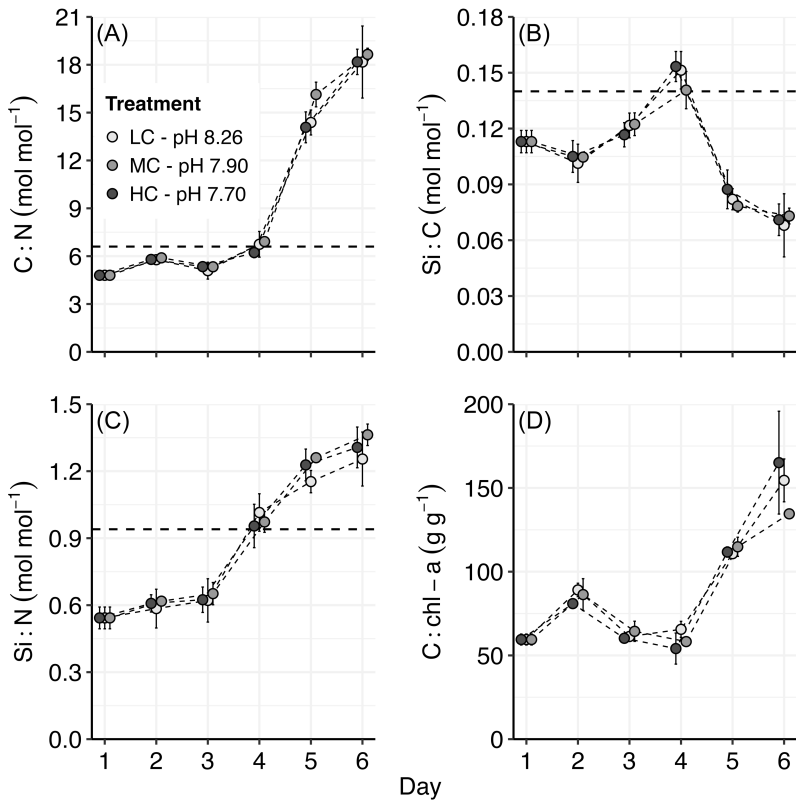 (A)
C : N (mol mol⁻¹)
21
18
15
12
9
6
3
0
Treatment
LC - pH 8.26
MC - pH 7.90
HC - pH 7.70
(B)
Si : C (mol mol⁻¹)
0.18
0.15
0.12
0.09
0.06
0.03
0.00
(C)
Si : N (mol mol⁻¹)
1.5
1.2
0.9
0.6
0.3
0.0
1 2 3 4 5 6
(D)
C : chl − a (g g⁻¹)
200
150
100
50
0
1 2 3 4 5 6
Day